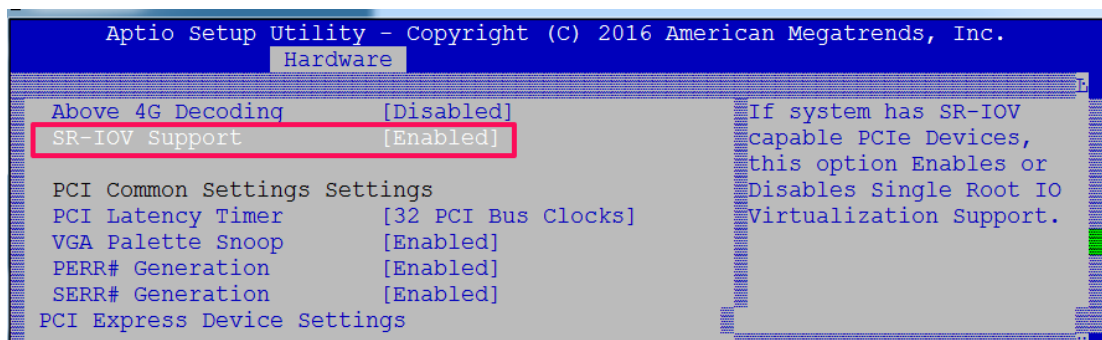 Aptio Setup Utility – Copyright (C) 2016 American Megatrends, Inc.
Hardware
Above 4G Decoding [Disabled]
SR-IOV Support [Enabled]
PCI Common Settings Settings
PCI Latency Timer [32 PCI Bus Clocks]
VGA Palette Snoop [Enabled]
PERR# Generation [Enabled]
SERR# Generation [Enabled]
PCI Express Device Settings
If system has SR-IOV
capable PCIe Devices,
this option Enables or
Disables Single Root IO
Virtualization Support.